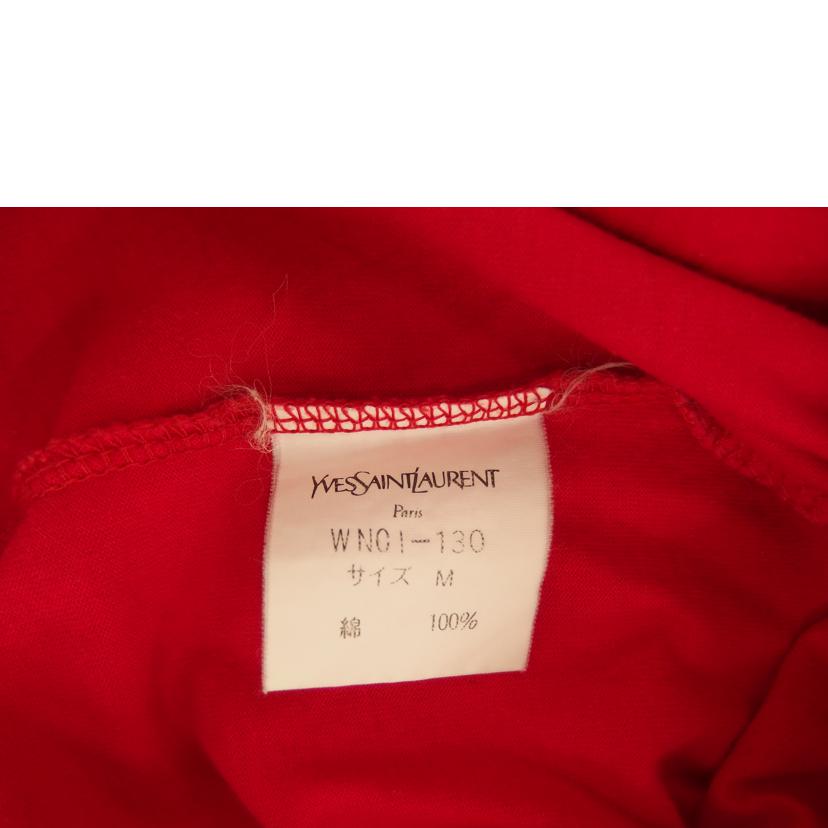 YVESSAINTLAURENT
Paris
WN01-130
サイズ M
綿 100%